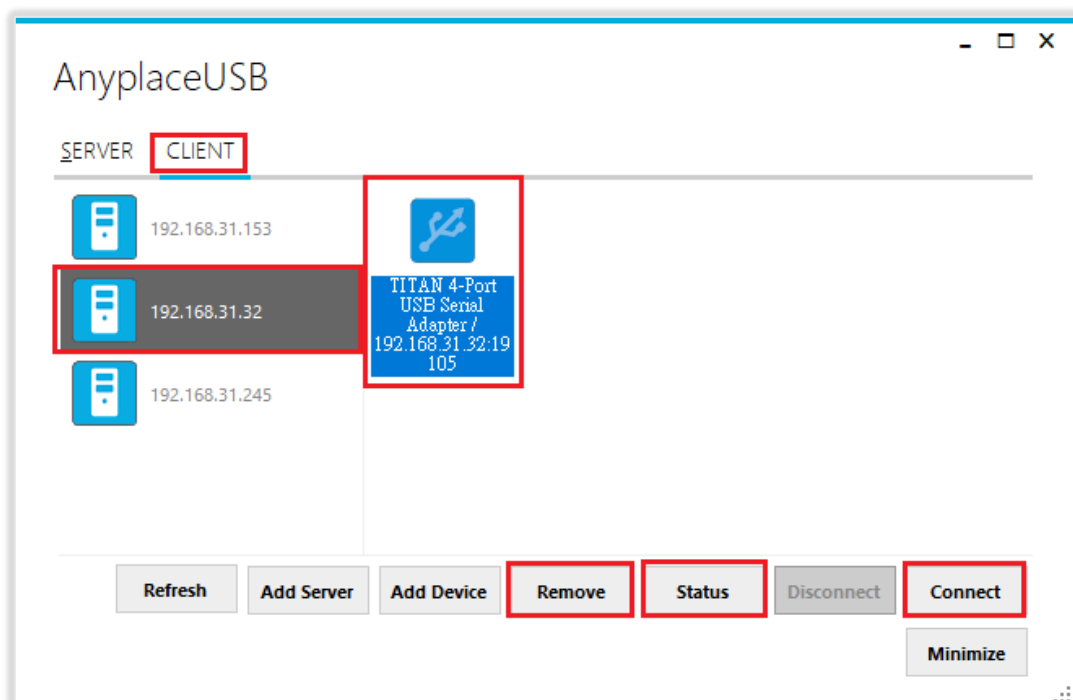 AnyplaceUSB
SERVER CLIENT
192.168.31.153
192.168.31.32
192.168.31.245
TITAN 4-Port
USB Serial
Adapter /
192.168.31.32:19
105
Refresh Add Server Add Device Remove Status Disconnect Connect
Minimize